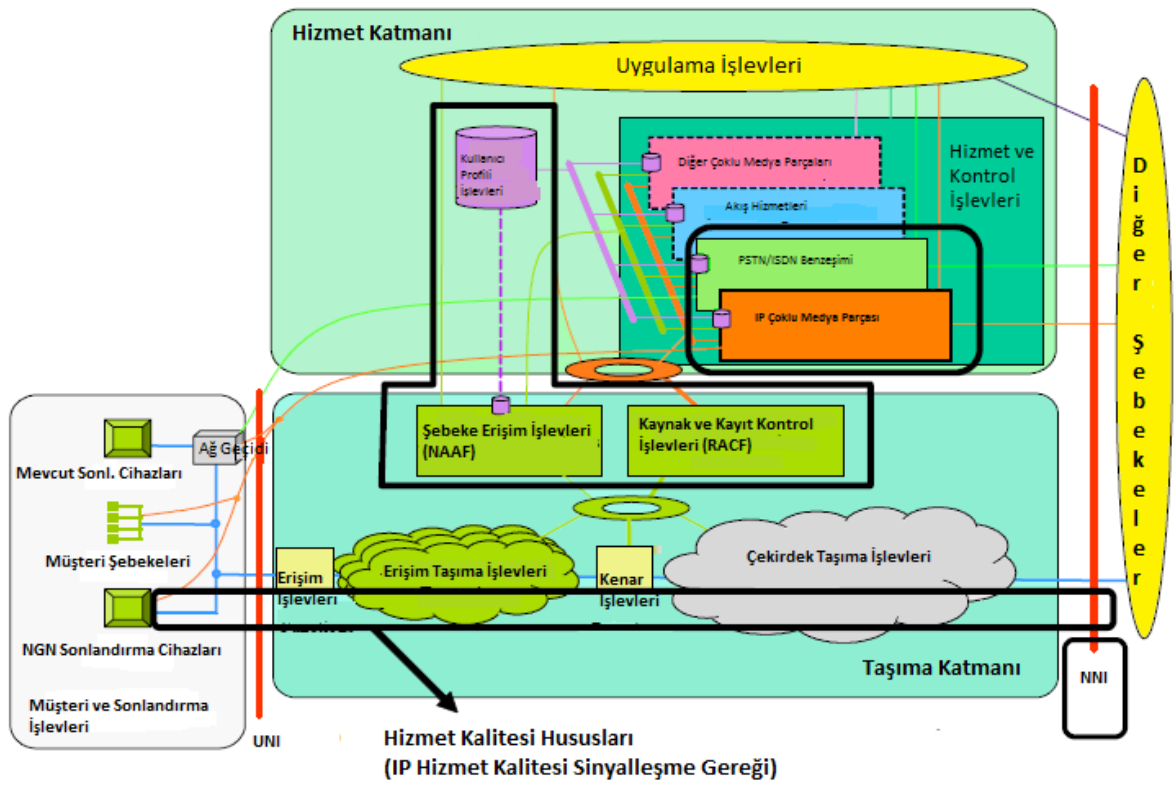 Hizmet Katmanı
Uygulama İşlevleri
Kullanıcı
Profili
İşlevleri
Diğer Çoklu Medya Parçaları
Akış Hizmetleri
PSTN/ISDN Benzeşimi
IP Çoklu Medya Parçası
Hizmet ve
Kontrol
İşlevleri
Diğer Şebekeler
Şebeke Erişim İşlevleri
(NAAF)
Kaynak ve Kayıt Kontrol
İşlevleri (RACF)
Ağ Geçidi
Mevcut Sonl. Cihazları
Müşteri Şebekeleri
NGN Sonlandırma Cihazları
Müşteri ve Sonlandırma
İşlevleri
UNI
Erişim
İşlevleri
Erişim Taşıma İşlevleri
Kenar
İşlevleri
Çekirdek Taşıma İşlevleri
Taşıma Katmanı
NNI
Hizmet Kalitesi Hususları
(IP Hizmet Kalitesi Sinyalleşme Gereği)